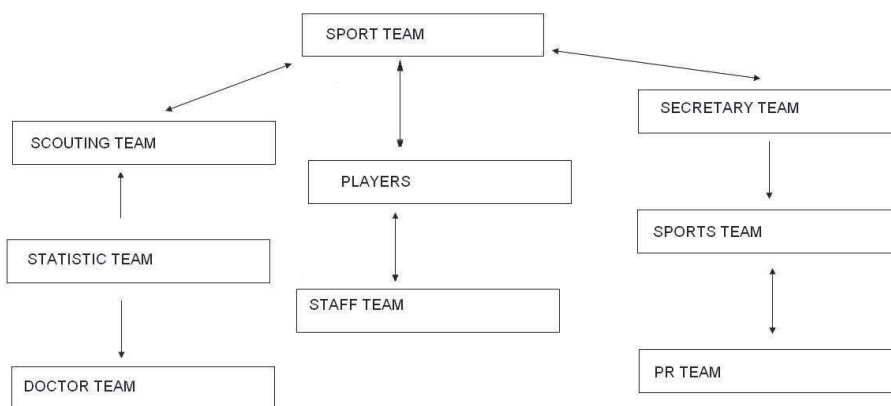 SPORT TEAM
SECRETARY TEAM
SCOUTING TEAM
PLAYERS
SPORTS TEAM
STATISTIC TEAM
STAFF TEAM
PR TEAM
DOCTOR TEAM